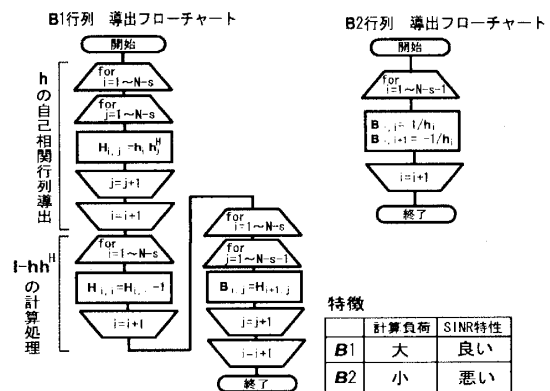 B1行列 導出フローチャート
開始
for
i=1～N-s
for
j=1～N-s
H i,j =h i h j H
j=j+1
i=i+1
hの自己相関行列導出
for
i=1～N-s
H i,i =H i,i -1
i=i+1
I-hh H
の計算処理
for
i=1～N-s
for
j=1～N-s-1
B i,j =H i+1,j
j=j+1
i=i+1
終了
B2行列 導出フローチャート
開始
for
i=1～N-s-1
B i,i = 1/h i
B i,i+1 = -1/h i
i=i+1
終了
特徴
計算負荷 SINR特性
B1 大 良い
B2 小 悪い